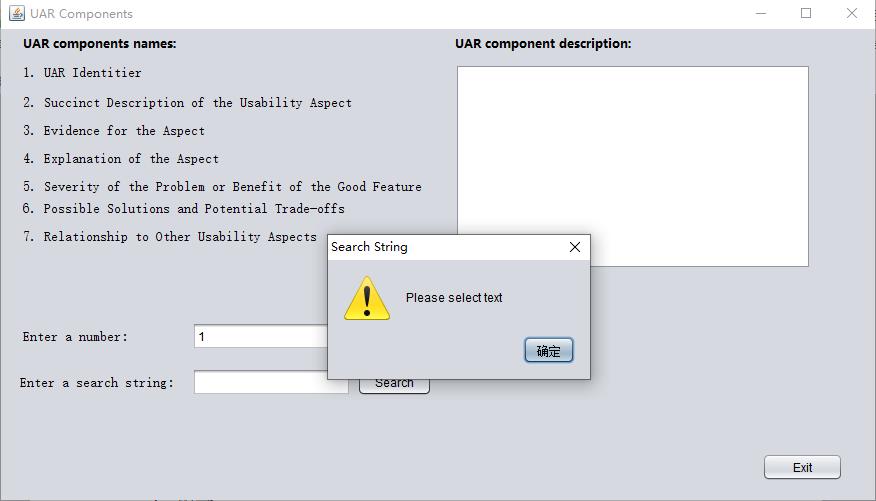 UAR Components
UAR components names:
UAR component description:
1. UAR Identitier
2. Succinct Description of the Usability Aspect
3. Evidence for the Aspect
4. Explanation of the Aspect
5. Severity of the Problem or Benefit of the Good Feature
6. Possible Solutions and Potential Trade-offs
7. Relationship to Other Usability Aspects
Search String
Please select text
确定
Enter a number:
1
Enter a search string:
Search
Exit